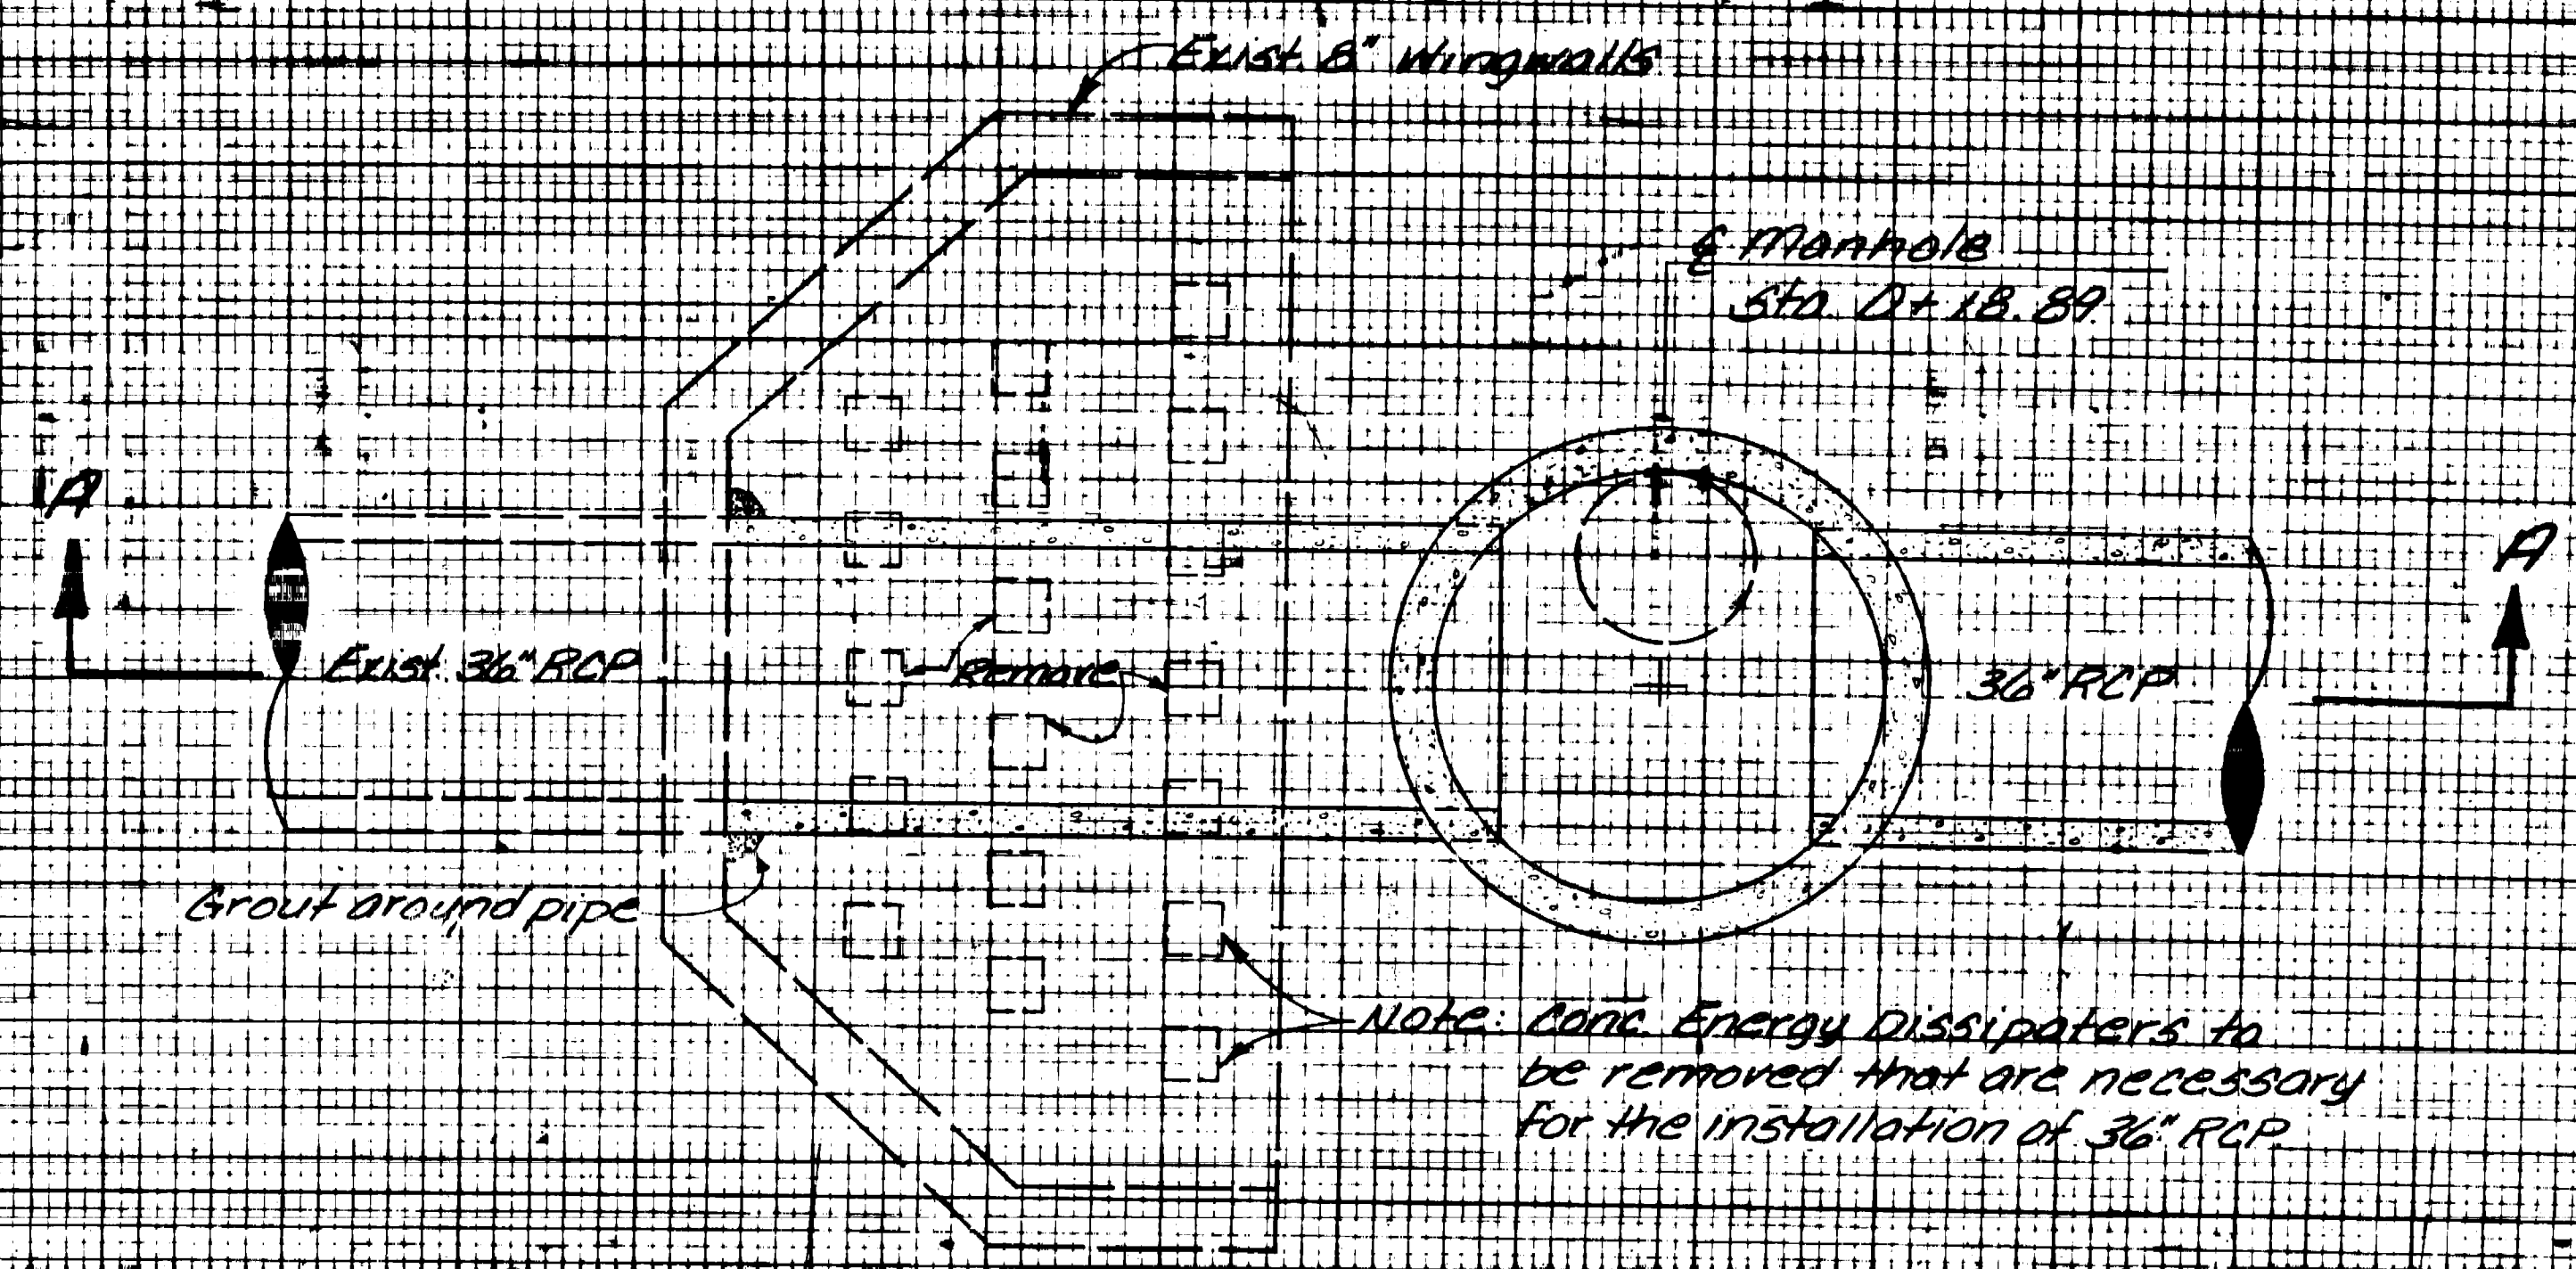 Exist. 8" Wingwalls
℄ Manhole
Sta. 0+18.89
A
A
Exist. 36" RCP
Remove
36" RCP
Grout around pipe
Note: Conc. Energy Dissipaters to
be removed that are necessary
for the installation of 36" RCP